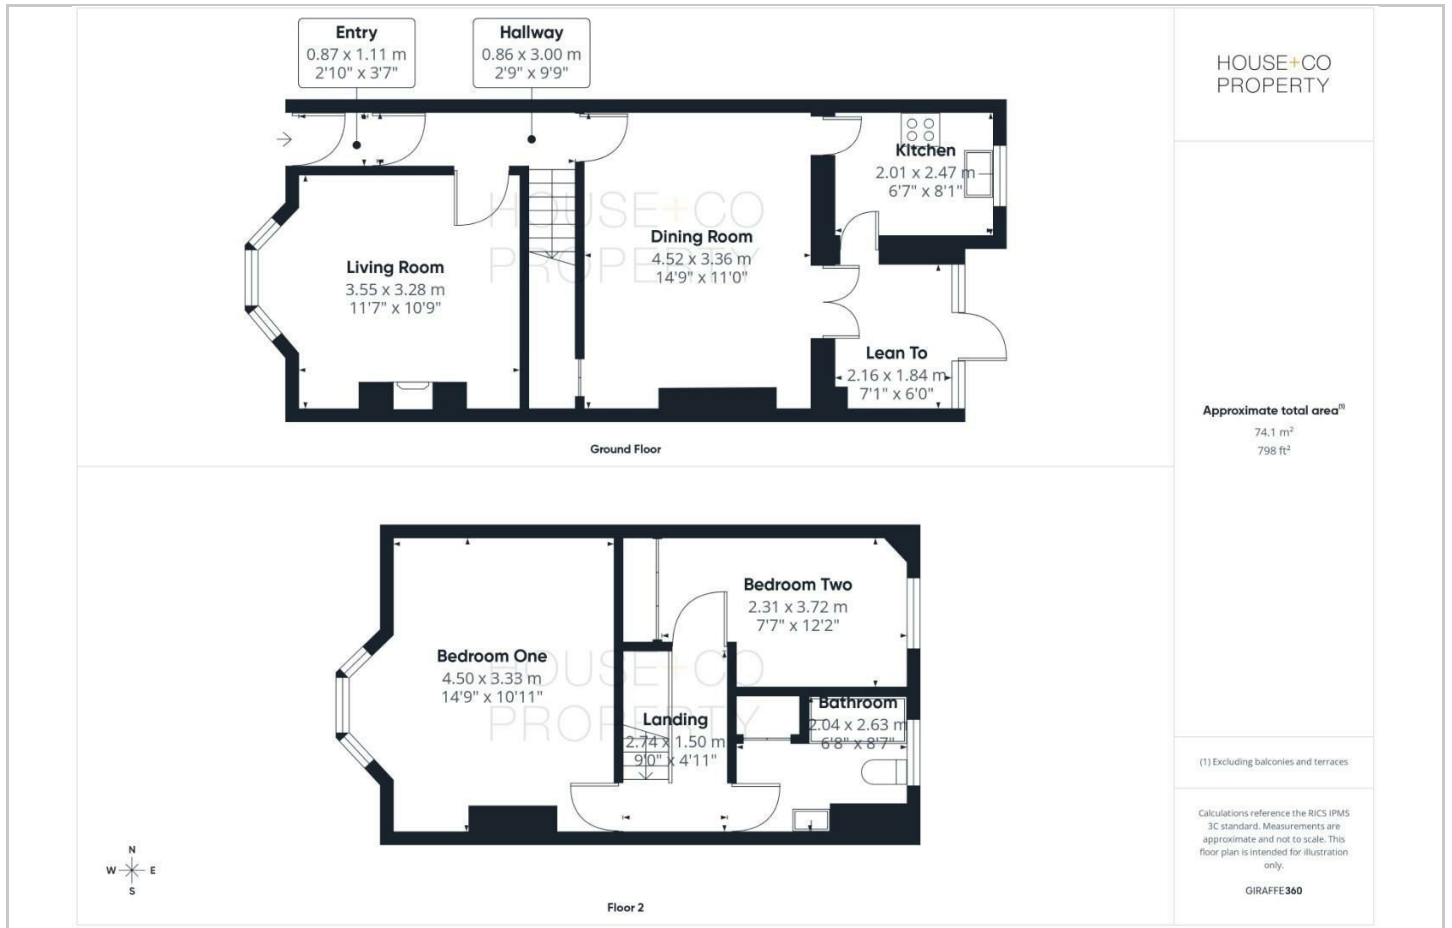 Entry
0.87 x 1.11 m
2'10" x 3'7"
Hallway
0.86 x 3.00 m
2'9" x 9'9"
Kitchen
2.01 x 2.47 m
6'7" x 8'1"
Dining Room
4.52 x 3.36 m
14'9" x 11'0"
Living Room
3.55 x 3.28 m
11'7" x 10'9"
Lean To
2.16 x 1.84 m
7'1" x 6'0"
HOUSE+CO
PROPERTY
Ground Floor
Bedroom Two
2.31 x 3.72 m
7'7" x 12'2"
Bedroom One
4.50 x 3.33 m
14'9" x 10'11"
Landing
2.74 x 1.50 m
9'0" x 4'11"
Bathroom
2.04 x 2.63 m
6'8" x 8'7"
HOUSE+CO
PROPERTY
N
W E
S
Floor 2
HOUSE+CO
PROPERTY
Approximate total area(1)
74.1 m²
798 ft²
(1) Excluding balconies and terraces
Calculations reference the RICS IPMS
3C standard. Measurements are
approximate and not to scale. This
floor plan is intended for illustration
only.
GIRAFFE360